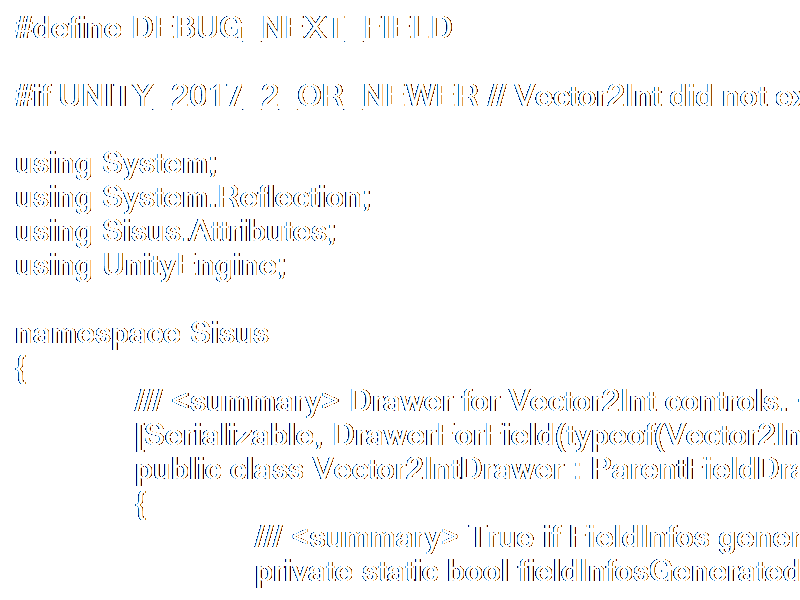 #define DEBUG_NEXT_FIELD
#if UNITY_2017_2_OR_NEWER // Vector2Int did not
using System;
using System.Reflection;
using Sisus.Attributes;
using UnityEngine;
namespace Sisus
{
/// <summary> Drawer for Vector2Int controls.
[Serializable, DrawerForField(typeof(Vector2In
public class Vector2IntDrawer : ParentFieldDra
{
/// <summary> True if FieldInfos gener
private static bool fieldInfosGenerated